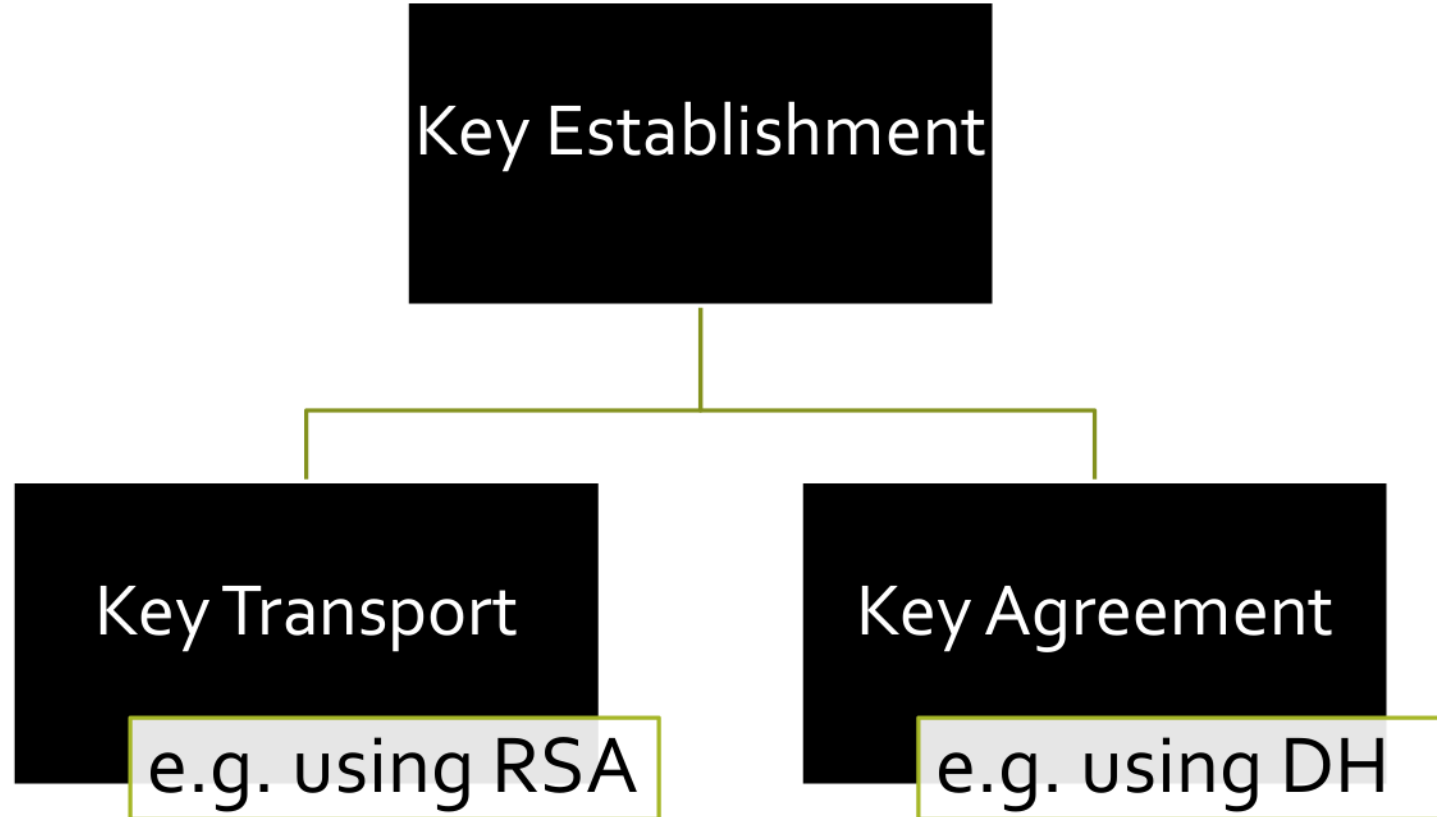 Key Establishment
Key Transport
e.g. using RSA
Key Agreement
e.g. using DH